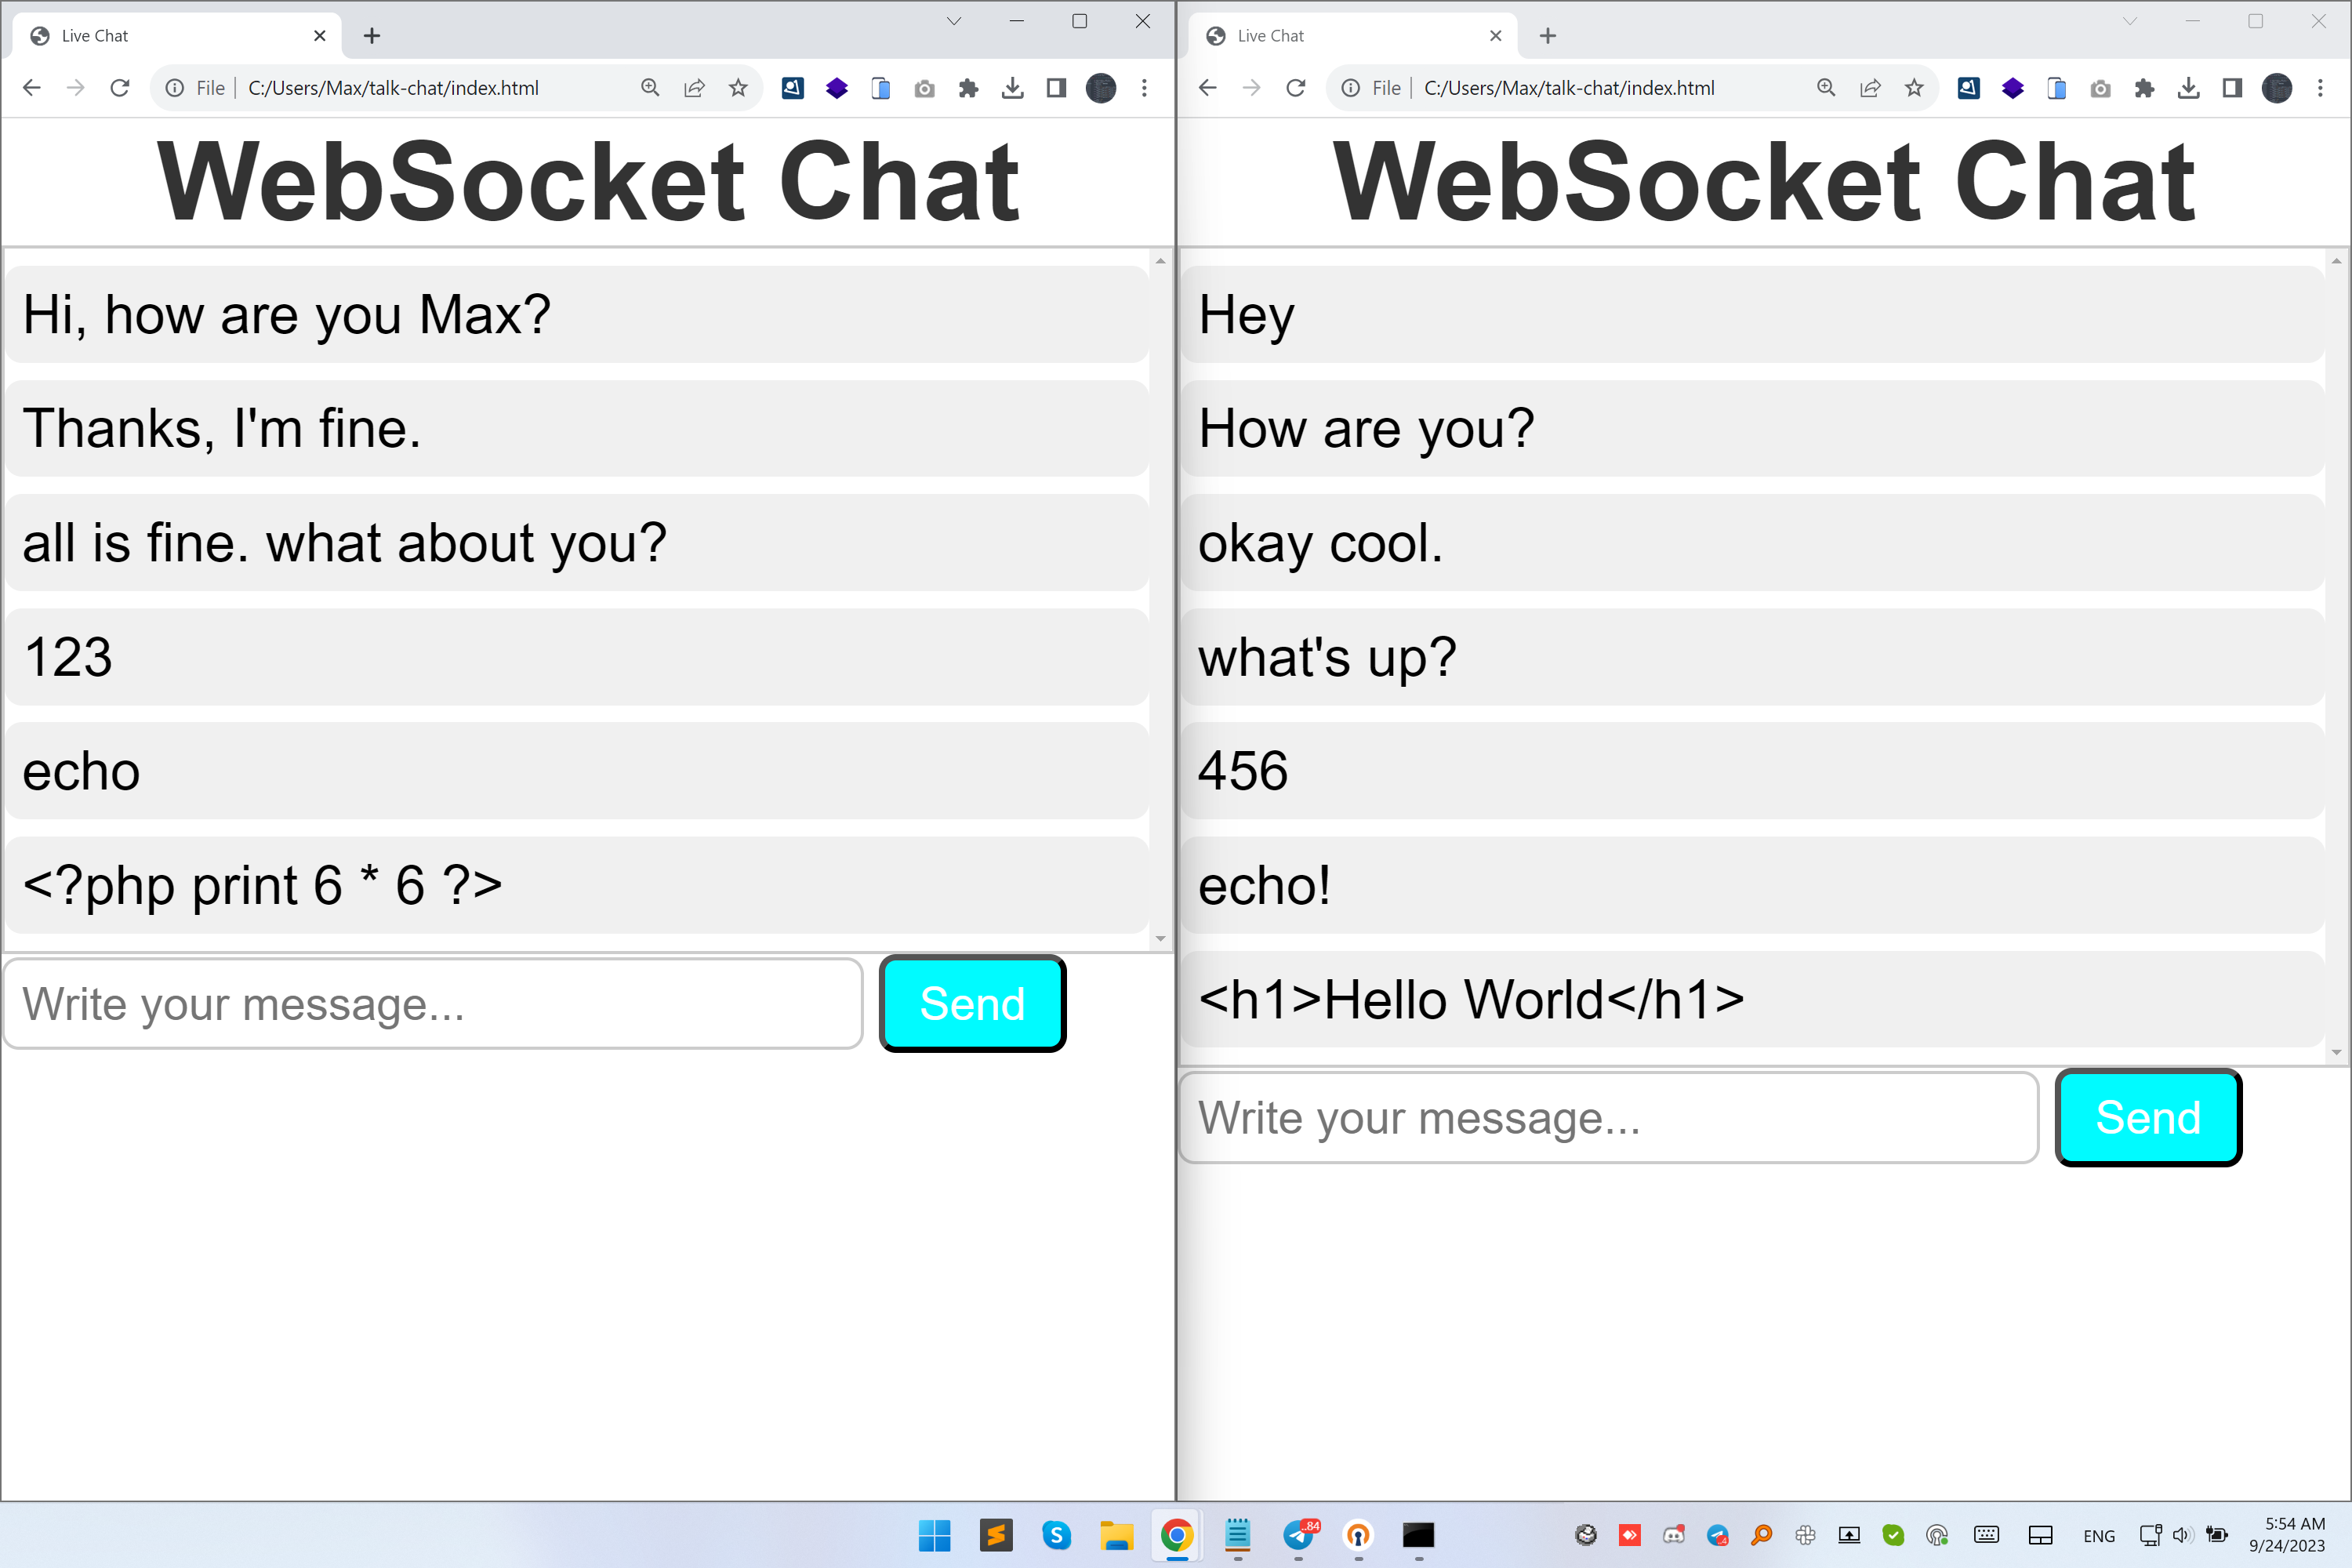 Live Chat
File
C:/Users/Max/talk-chat/index.html
WebSocket Chat
Hi, how are you Max?
Thanks, I'm fine.
all is fine. what about you?
123
echo
<?php print 6 * 6 ?>
Write your message...
Send
Live Chat
File
C:/Users/Max/talk-chat/index.html
WebSocket Chat
Hey
How are you?
okay cool.
what's up?
456
echo!
<h1>Hello World</h1>
Write your message...
Send
..84
ENG
5:54 AM
9/24/2023